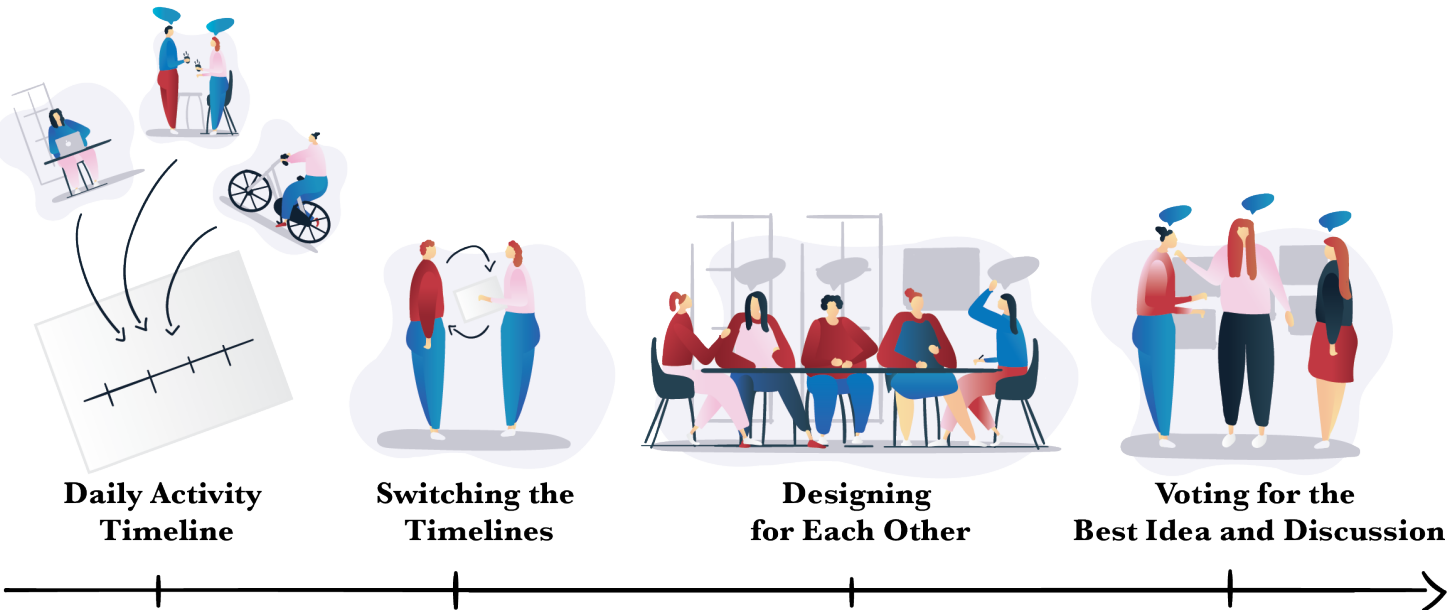 Daily Activity
Timeline
Switching the
Timelines
Designing
for Each Other
Voting for the
Best Idea and Discussion